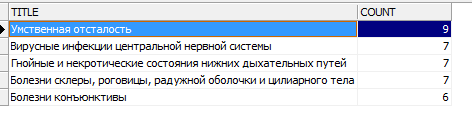 TITLE COUNT
Умственная отсталость 9
Вирусные инфекции центральной нервной системы 7
Гнойные и некротические состояния нижних дыхательных путей 7
Болезни склеры, роговицы, радужной оболочки и цилиарного тела 7
Болезни конъюнктивы 6